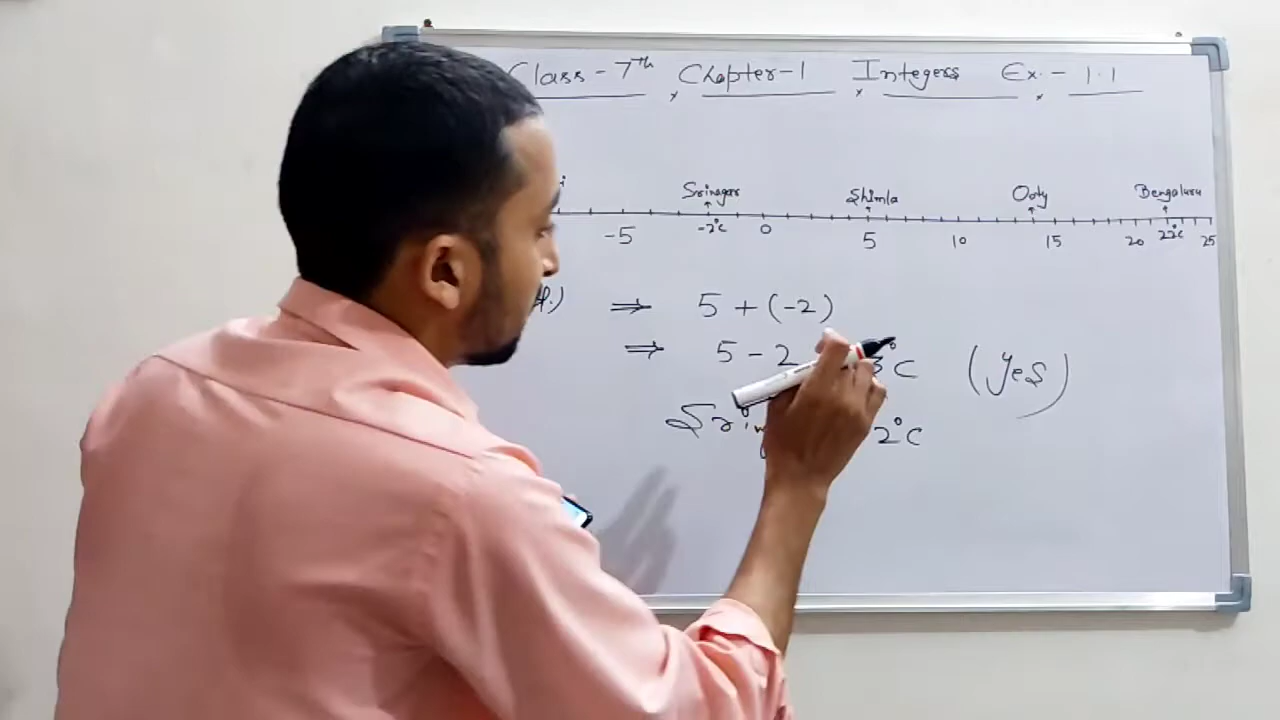 Class - 7th Chapter-1 Integers Ex. - 1.1
Srinagar Shimla Ooty Bengaluru
-5 -2°C 0 5 10 15 20 22°C 25
⇒ 5 + (-2)
⇒ 5 - 2 3°C (Yes)
2°C